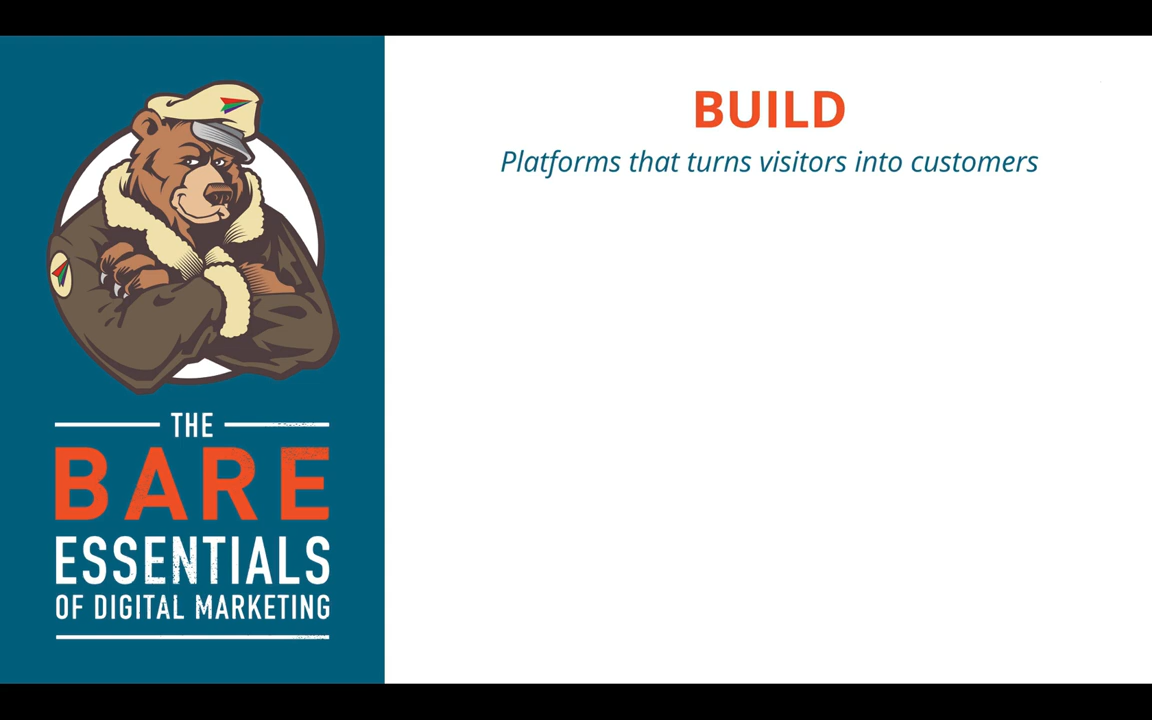 THE
BARE
ESSENTIALS
OF DIGITAL MARKETING
BUILD
Platforms that turns visitors into customers